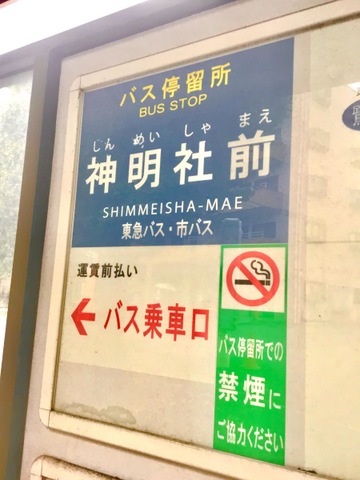 バス停留所
BUS STOP
じんめいしゃまえ
神明社前
SHIMMEISHA-MAE
東急バス・市バス
運賃前払い
バス乗車口
バス停留所での
禁煙に
ご協力ください